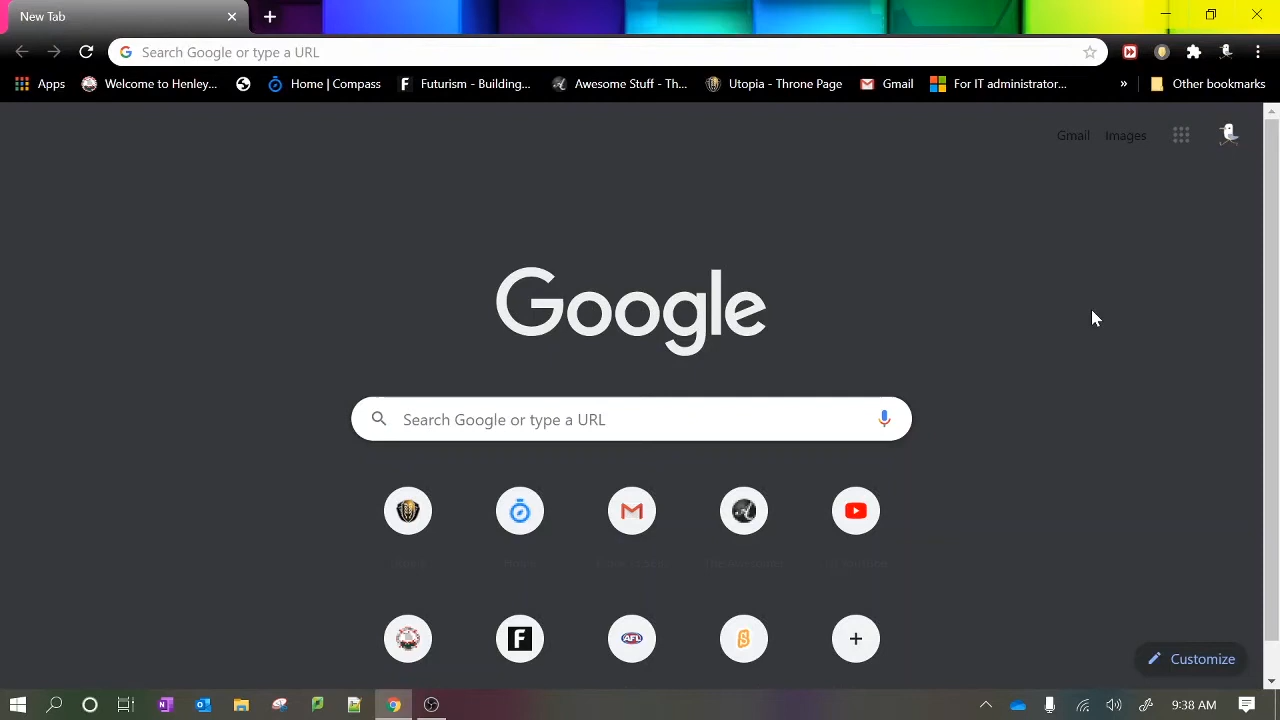 New Tab
Search Google or type a URL
Apps Welcome to Henley... Home | Compass Futurism - Building... Awesome Stuff - Th... Utopia - Throne Page Gmail For IT administrator... » Other bookmarks
Gmail Images
Google
Search Google or type a URL
F AFL
Customize
9:38 AM